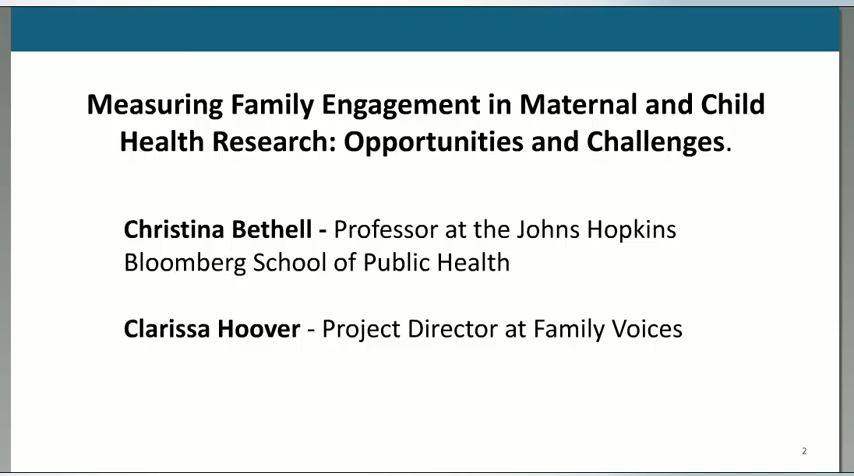 Measuring Family Engagement in Maternal and Child
Health Research: Opportunities and Challenges.
Christina Bethell - Professor at the Johns Hopkins
Bloomberg School of Public Health
Clarissa Hoover - Project Director at Family Voices
2